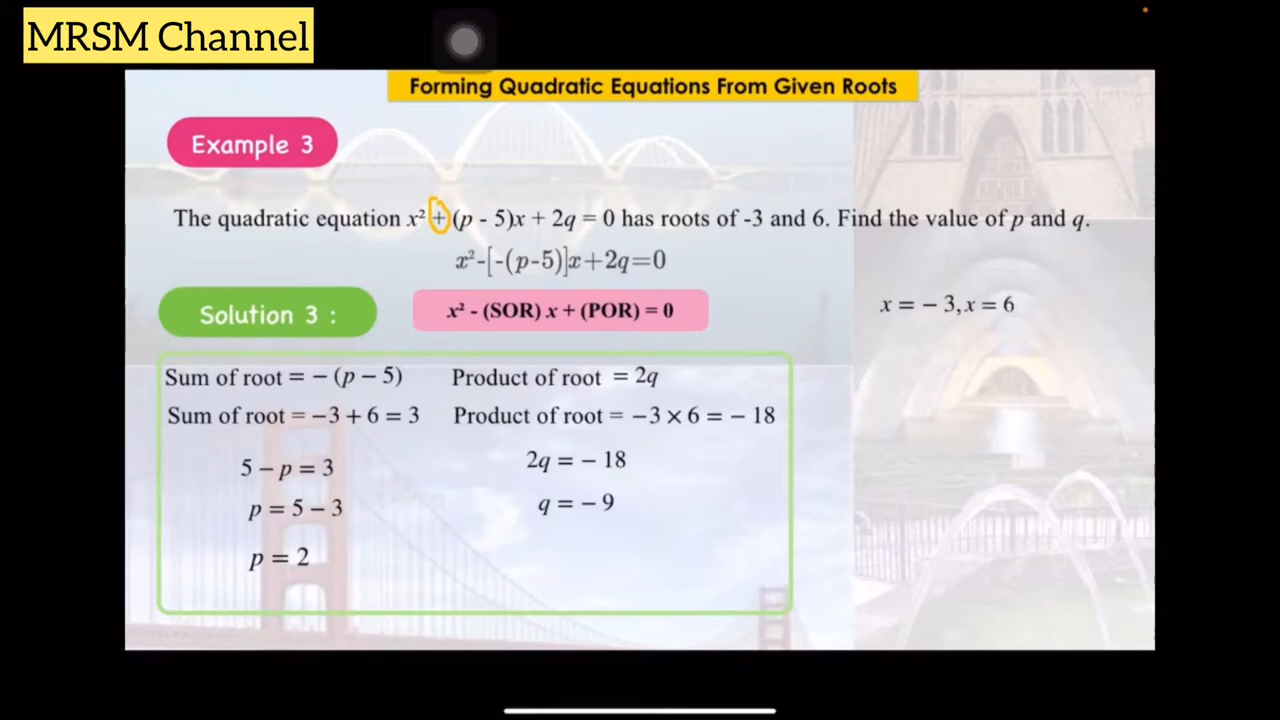 MRSM Channel
Forming Quadratic Equations From Given Roots
Example 3
The quadratic equation x² + (p - 5)x + 2q = 0 has roots of -3 and 6. Find the value of p and q.
x²-[-(p-5)]x+2q=0
Solution 3 :
x² - (SOR) x + (POR) = 0
x = − 3, x = 6
Sum of root = − (p − 5)
Product of root = 2q
Sum of root = −3 + 6 = 3
Product of root = −3 × 6 = − 18
5 − p = 3
2q = − 18
p = 5 − 3
q = − 9
p = 2